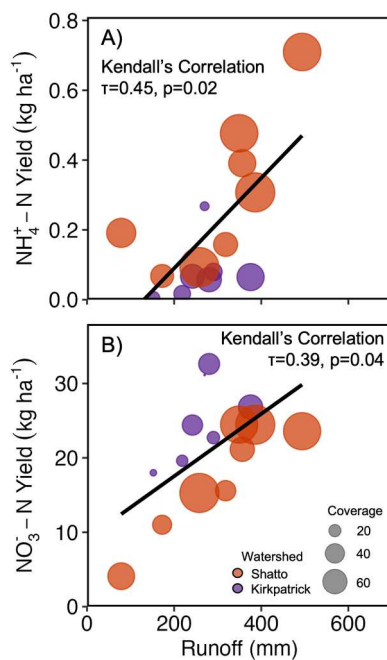 A)
Kendall's Correlation
τ=0.45, p=0.02
NH₄⁺ – N Yield (kg ha⁻¹)
0.8
0.6
0.4
0.2
0.0
B)
Kendall's Correlation
τ=0.39, p=0.04
NO₃⁻ – N Yield (kg ha⁻¹)
30
20
10
0
Watershed
Shatto
Kirkpatrick
Coverage
20
40
60
0
200
400
600
Runoff (mm)